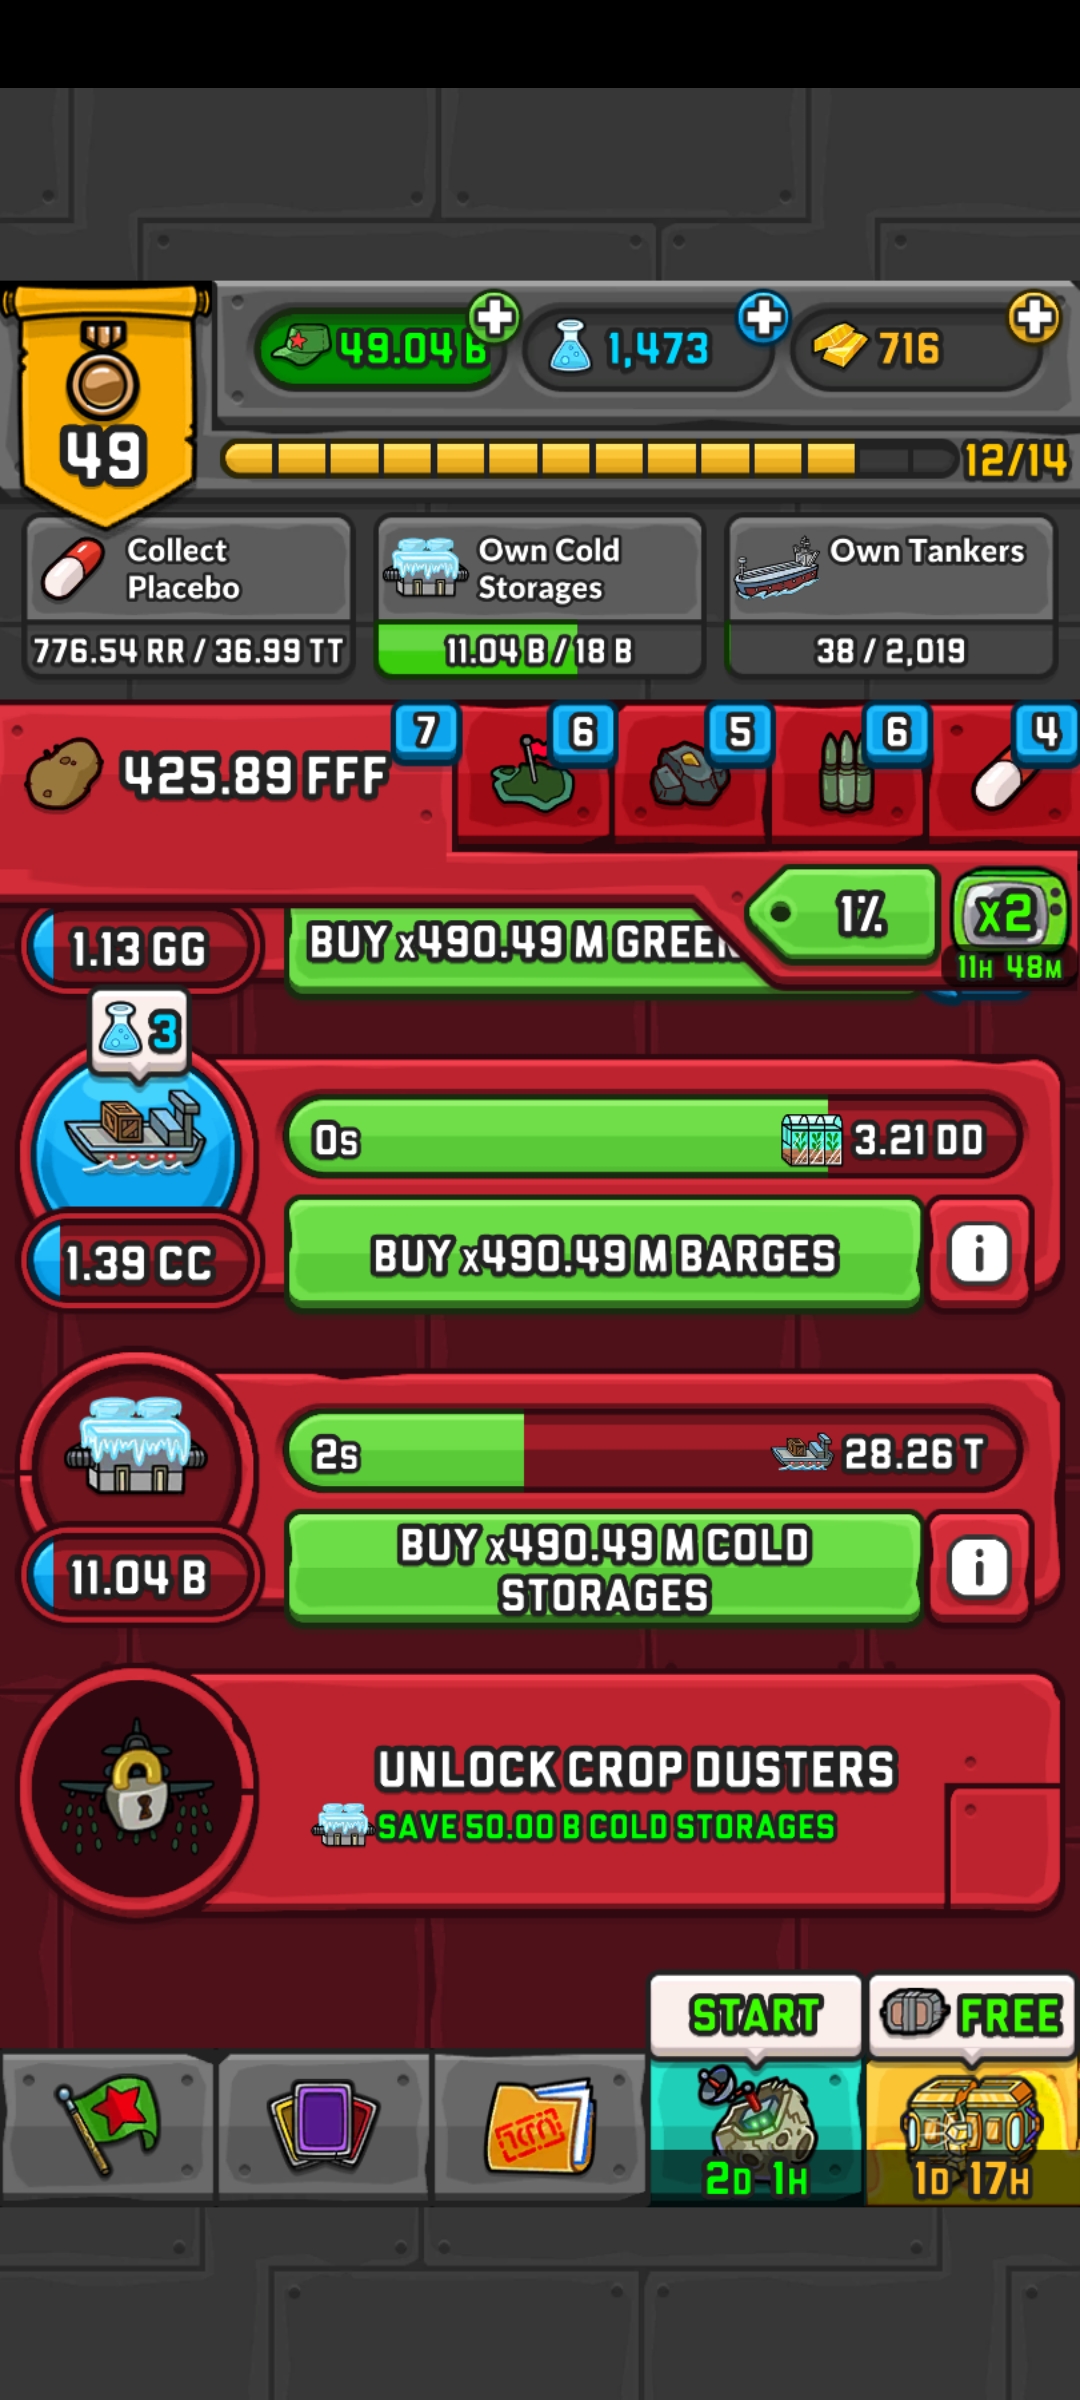 49.04 B
1,473
716
49
12/14
Collect
Placebo
776.54 RR / 36.99 TT
Own Cold
Storages
11.04 B / 18 B
Own Tankers
38 / 2,019
425.89 FFF
7
6
5
6
4
1%
x2
11H 48M
1.13 GG
BUY x490.49 M
3
0s
3.21 DD
1.39 CC
BUY x490.49 M BARGES
i
2s
28.26 T
11.04 B
BUY x490.49 M COLD
STORAGES
i
UNLOCK CROP DUSTERS
SAVE 50.00 B COLD STORAGES
START
FREE
2D 1H
1D 17H